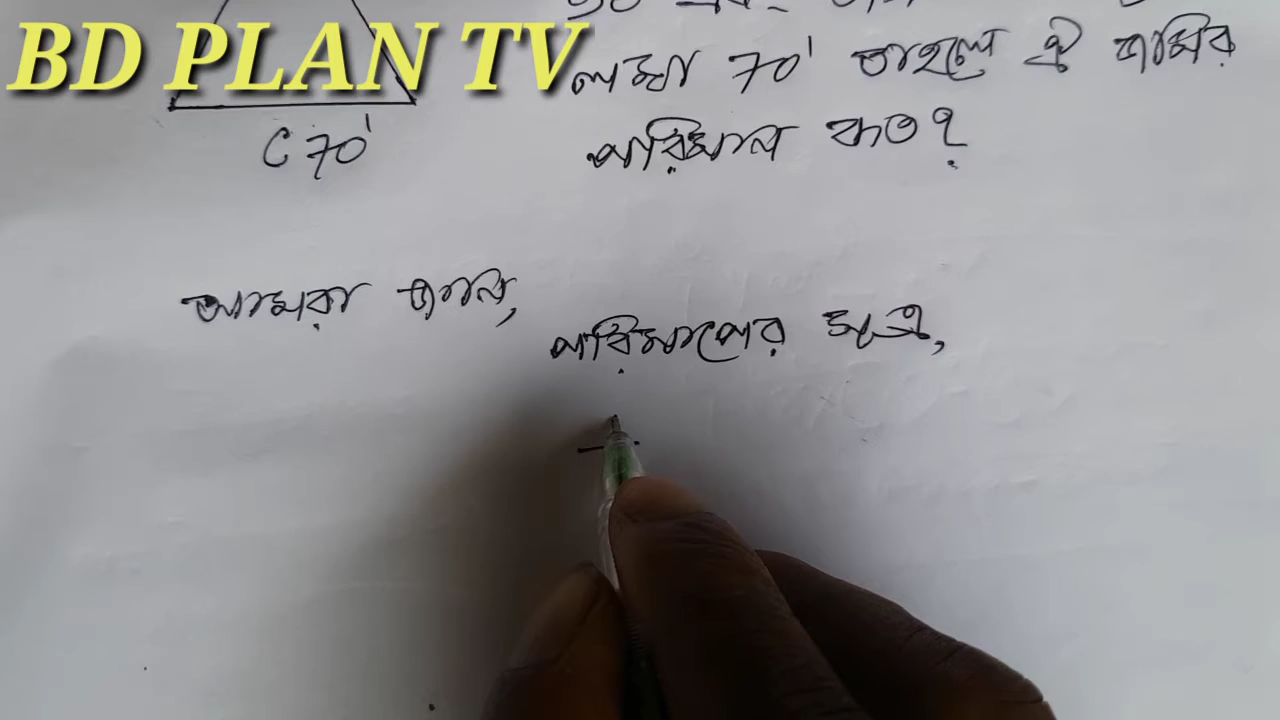 BD PLAN TV
লম্বা 70' তাহলে ঐ জমির
C 70'
পরিমান কত?
আমরা জানি,
পরিমাপের সূত্র,